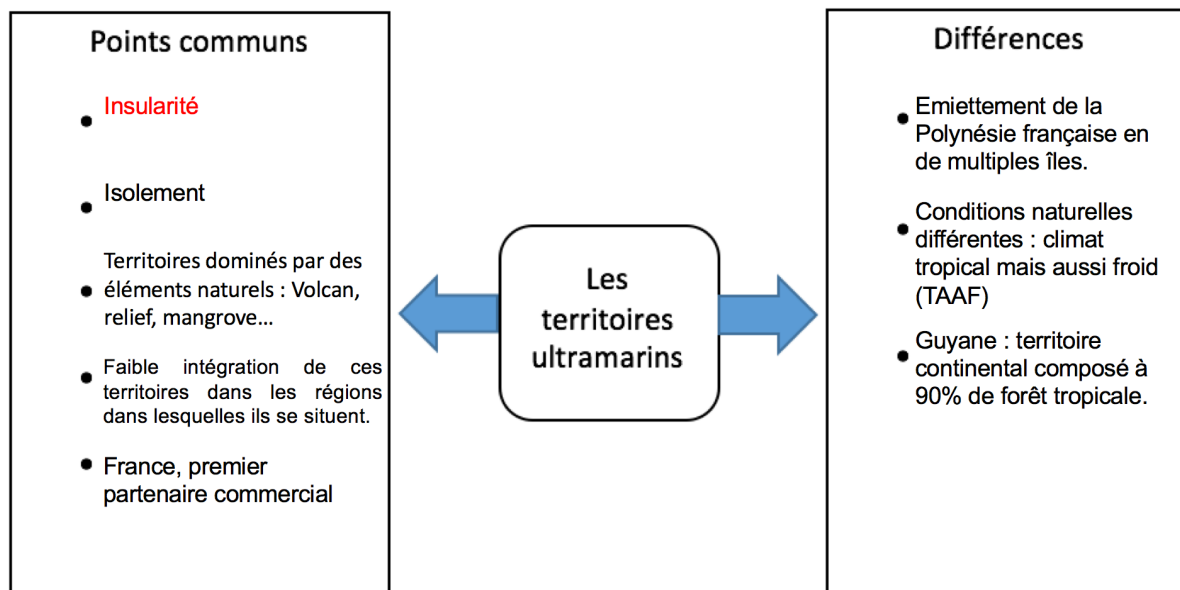 Points communs
Insularité
Isolement
Territoires dominés par des
éléments naturels : Volcan,
relief, mangrove...
Faible intégration de ces
territoires dans les régions
dans lesquelles ils se situent.
France, premier
partenaire commercial
Les
territoires
ultramarins
Différences
Emiettement de la
Polynésie française en
de multiples îles.
Conditions naturelles
différentes : climat
tropical mais aussi froid
(TAAF)
Guyane : territoire
continental composé à
90% de forêt tropicale.